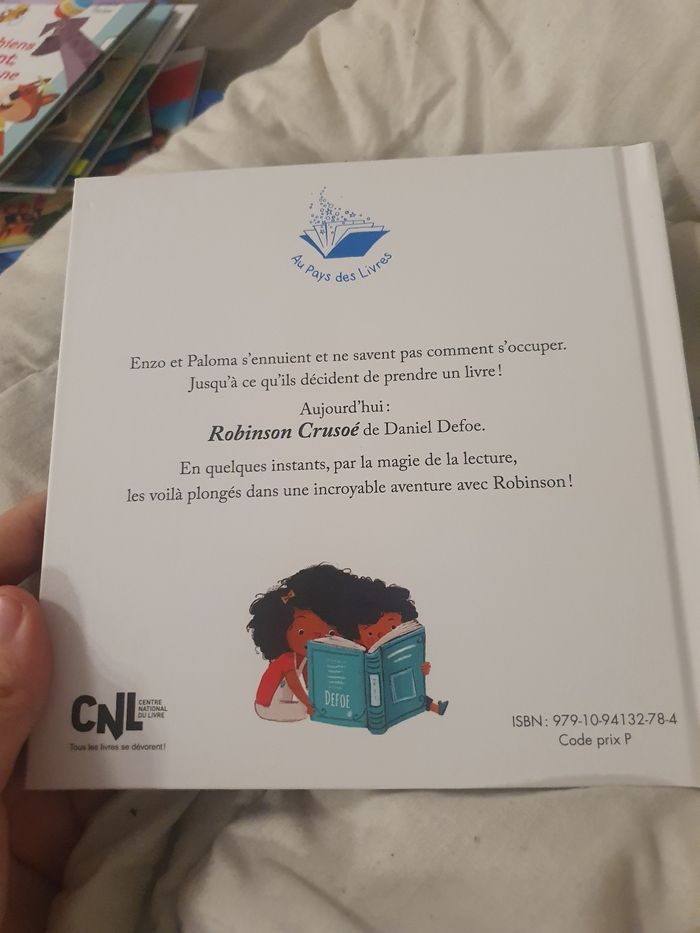 hiens
nt
ne
Au Pays des Livres
Enzo et Paloma s'ennuient et ne savent pas comment s'occuper.
Jusqu'à ce qu'ils décident de prendre un livre !
Aujourd'hui :
Robinson Crusoé de Daniel Defoe.
En quelques instants, par la magie de la lecture,
les voilà plongés dans une incroyable aventure avec Robinson !
DEFOE
CNL CENTRE
NATIONAL
DU LIVRE
Tous les livres se dévorent !
ISBN : 979-10-94132-78-4
Code prix P